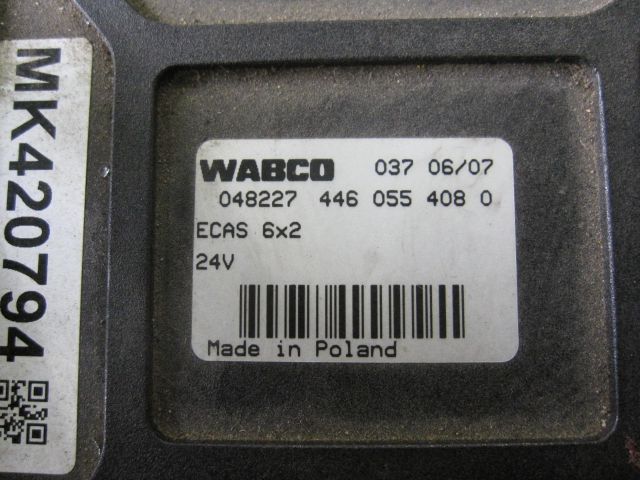 MK420794
WABCO 037 06/07
048227 446 055 408 0
ECAS 6x2
24V
Made in Poland